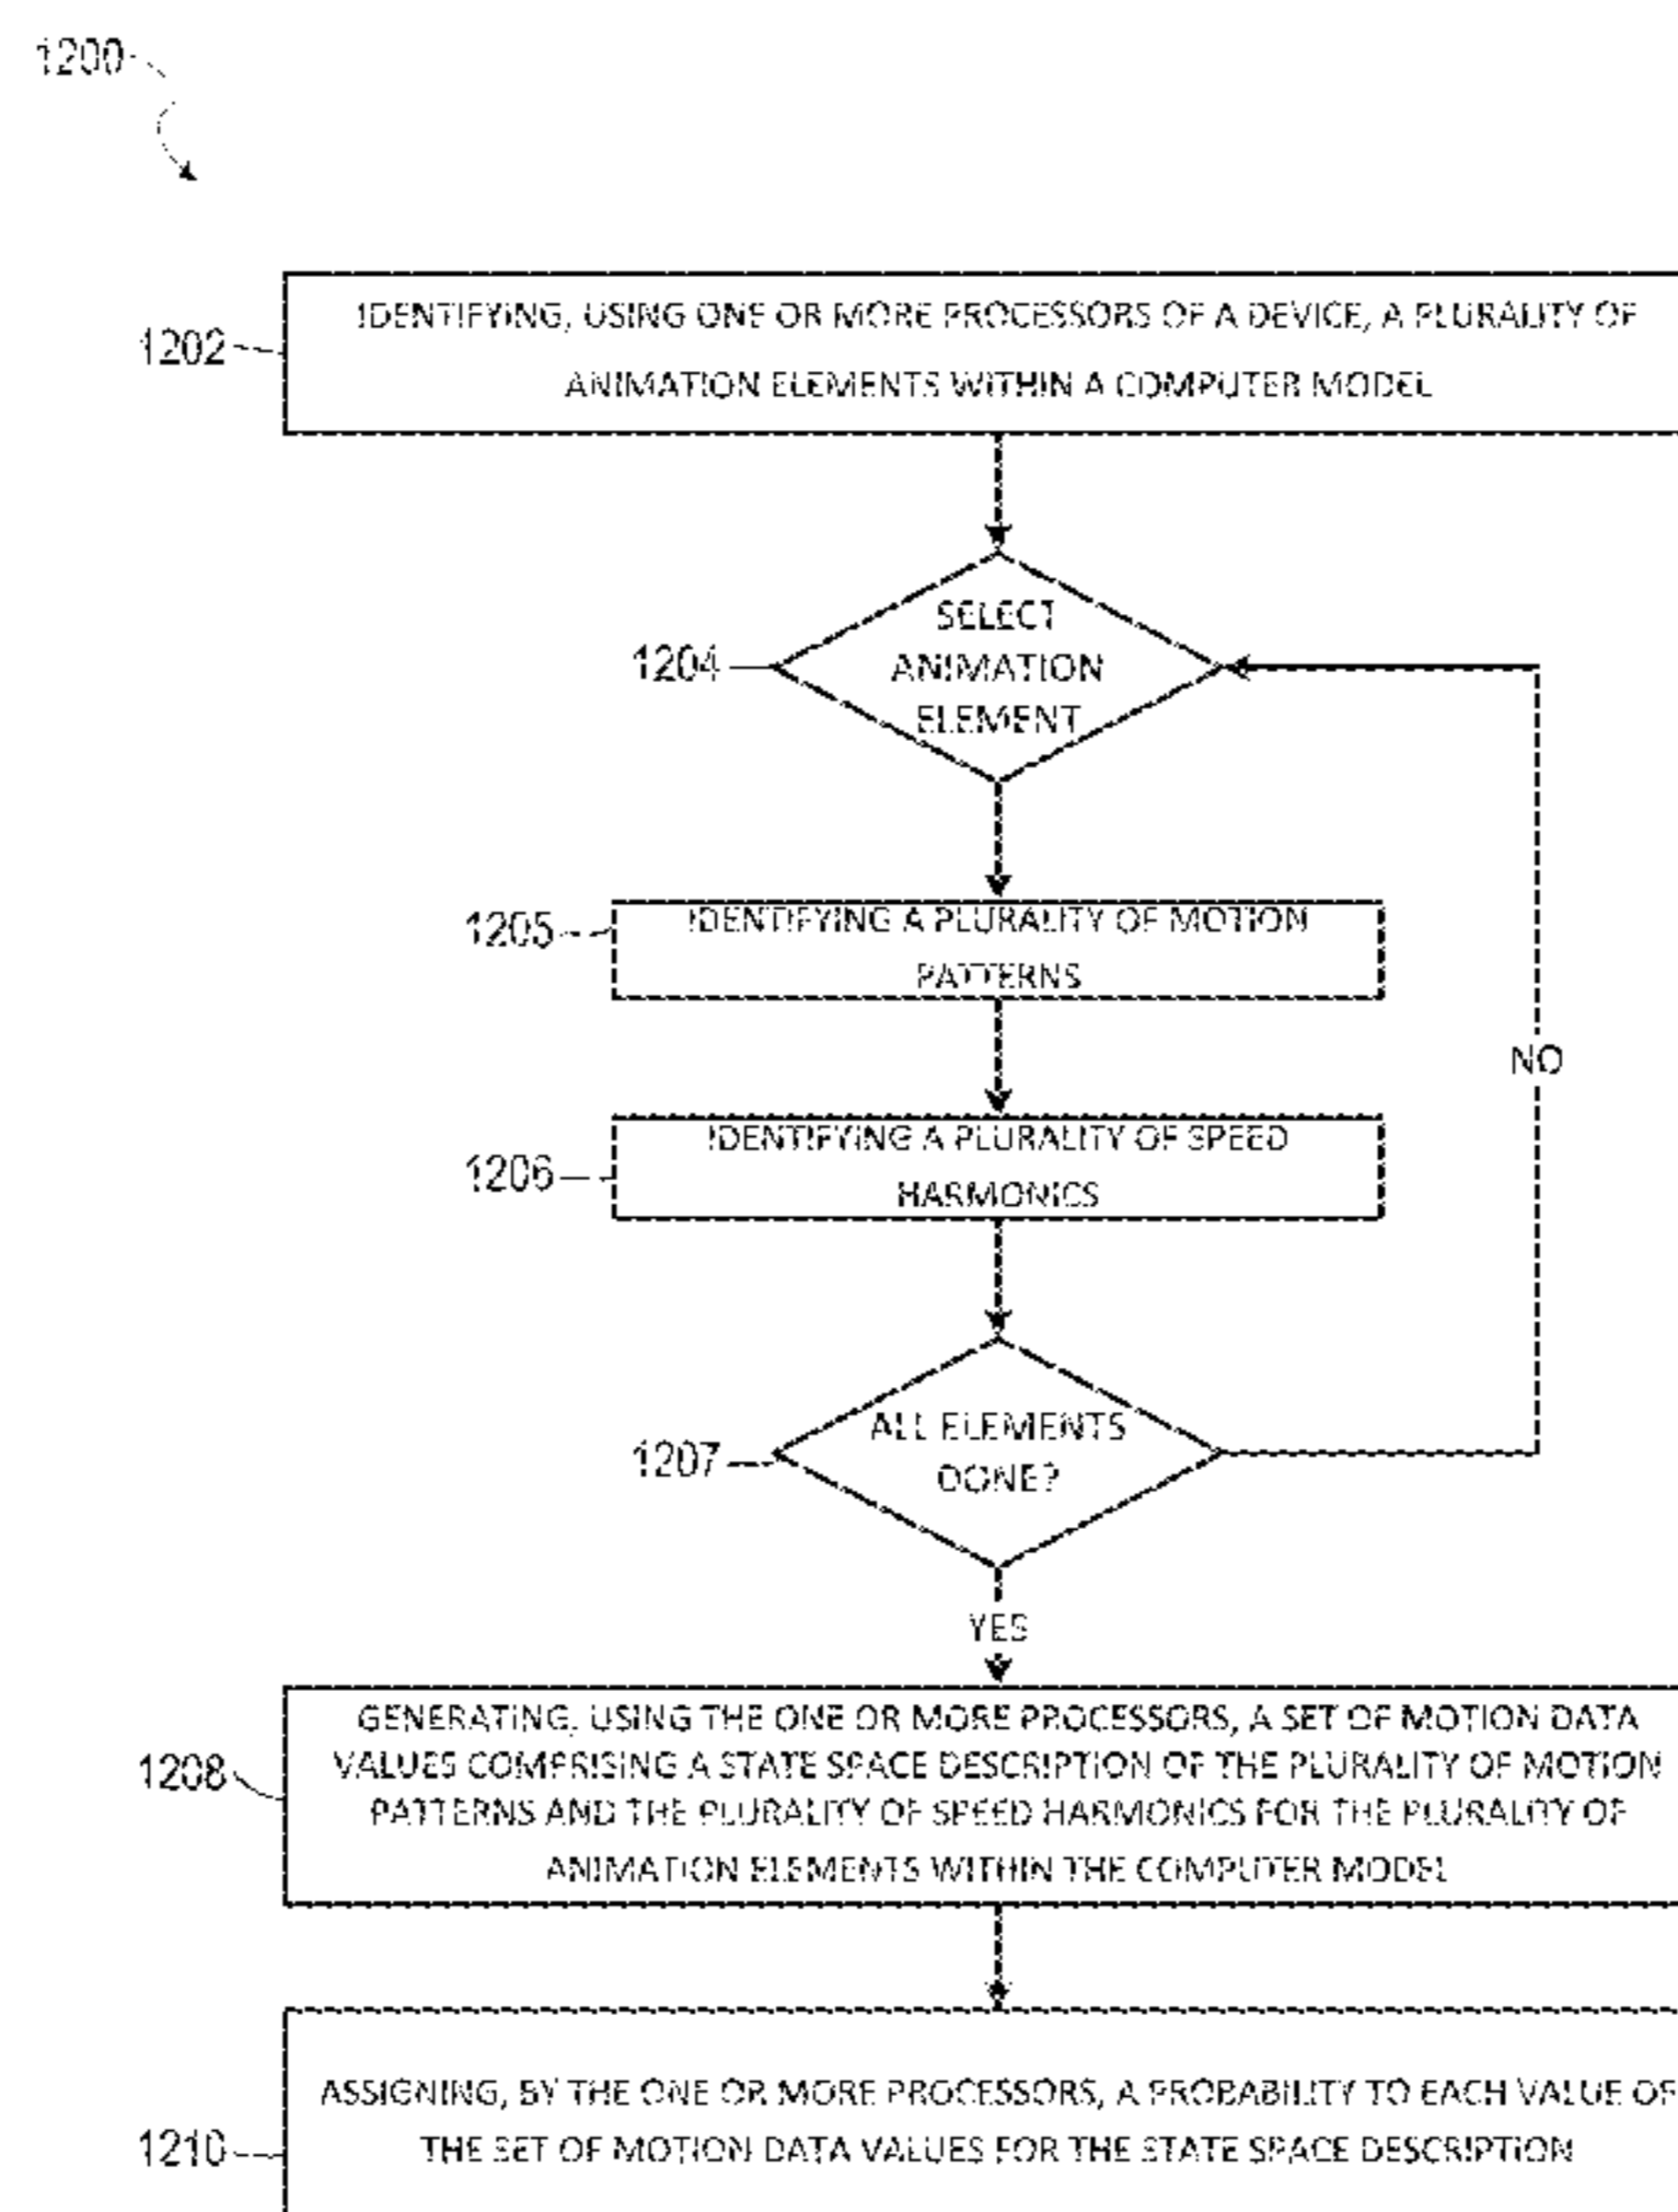 1200
1202
IDENTIFYING, USING ONE OR MORE PROCESSORS OF A DEVICE, A PLURALITY OF
ANIMATION ELEMENTS WITHIN A COMPUTER MODEL
1204
SELECT
ANIMATION
ELEMENT
1205
IDENTIFYING A PLURALITY OF MOTION
PATTERNS
NO
1206
IDENTIFYING A PLURALITY OF SPEED
HARMONICS
1207
ALL ELEMENTS
DONE?
YES
1208
GENERATING, USING THE ONE OR MORE PROCESSORS, A SET OF MOTION DATA
VALUES COMPRISING A STATE SPACE DESCRIPTION OF THE PLURALITY OF MOTION
PATTERNS AND THE PLURALITY OF SPEED HARMONICS FOR THE PLURALITY OF
ANIMATION ELEMENTS WITHIN THE COMPUTER MODEL
1210
ASSIGNING, BY THE ONE OR MORE PROCESSORS, A PROBABILITY TO EACH VALUE OF
THE SET OF MOTION DATA VALUES FOR THE STATE SPACE DESCRIPTION